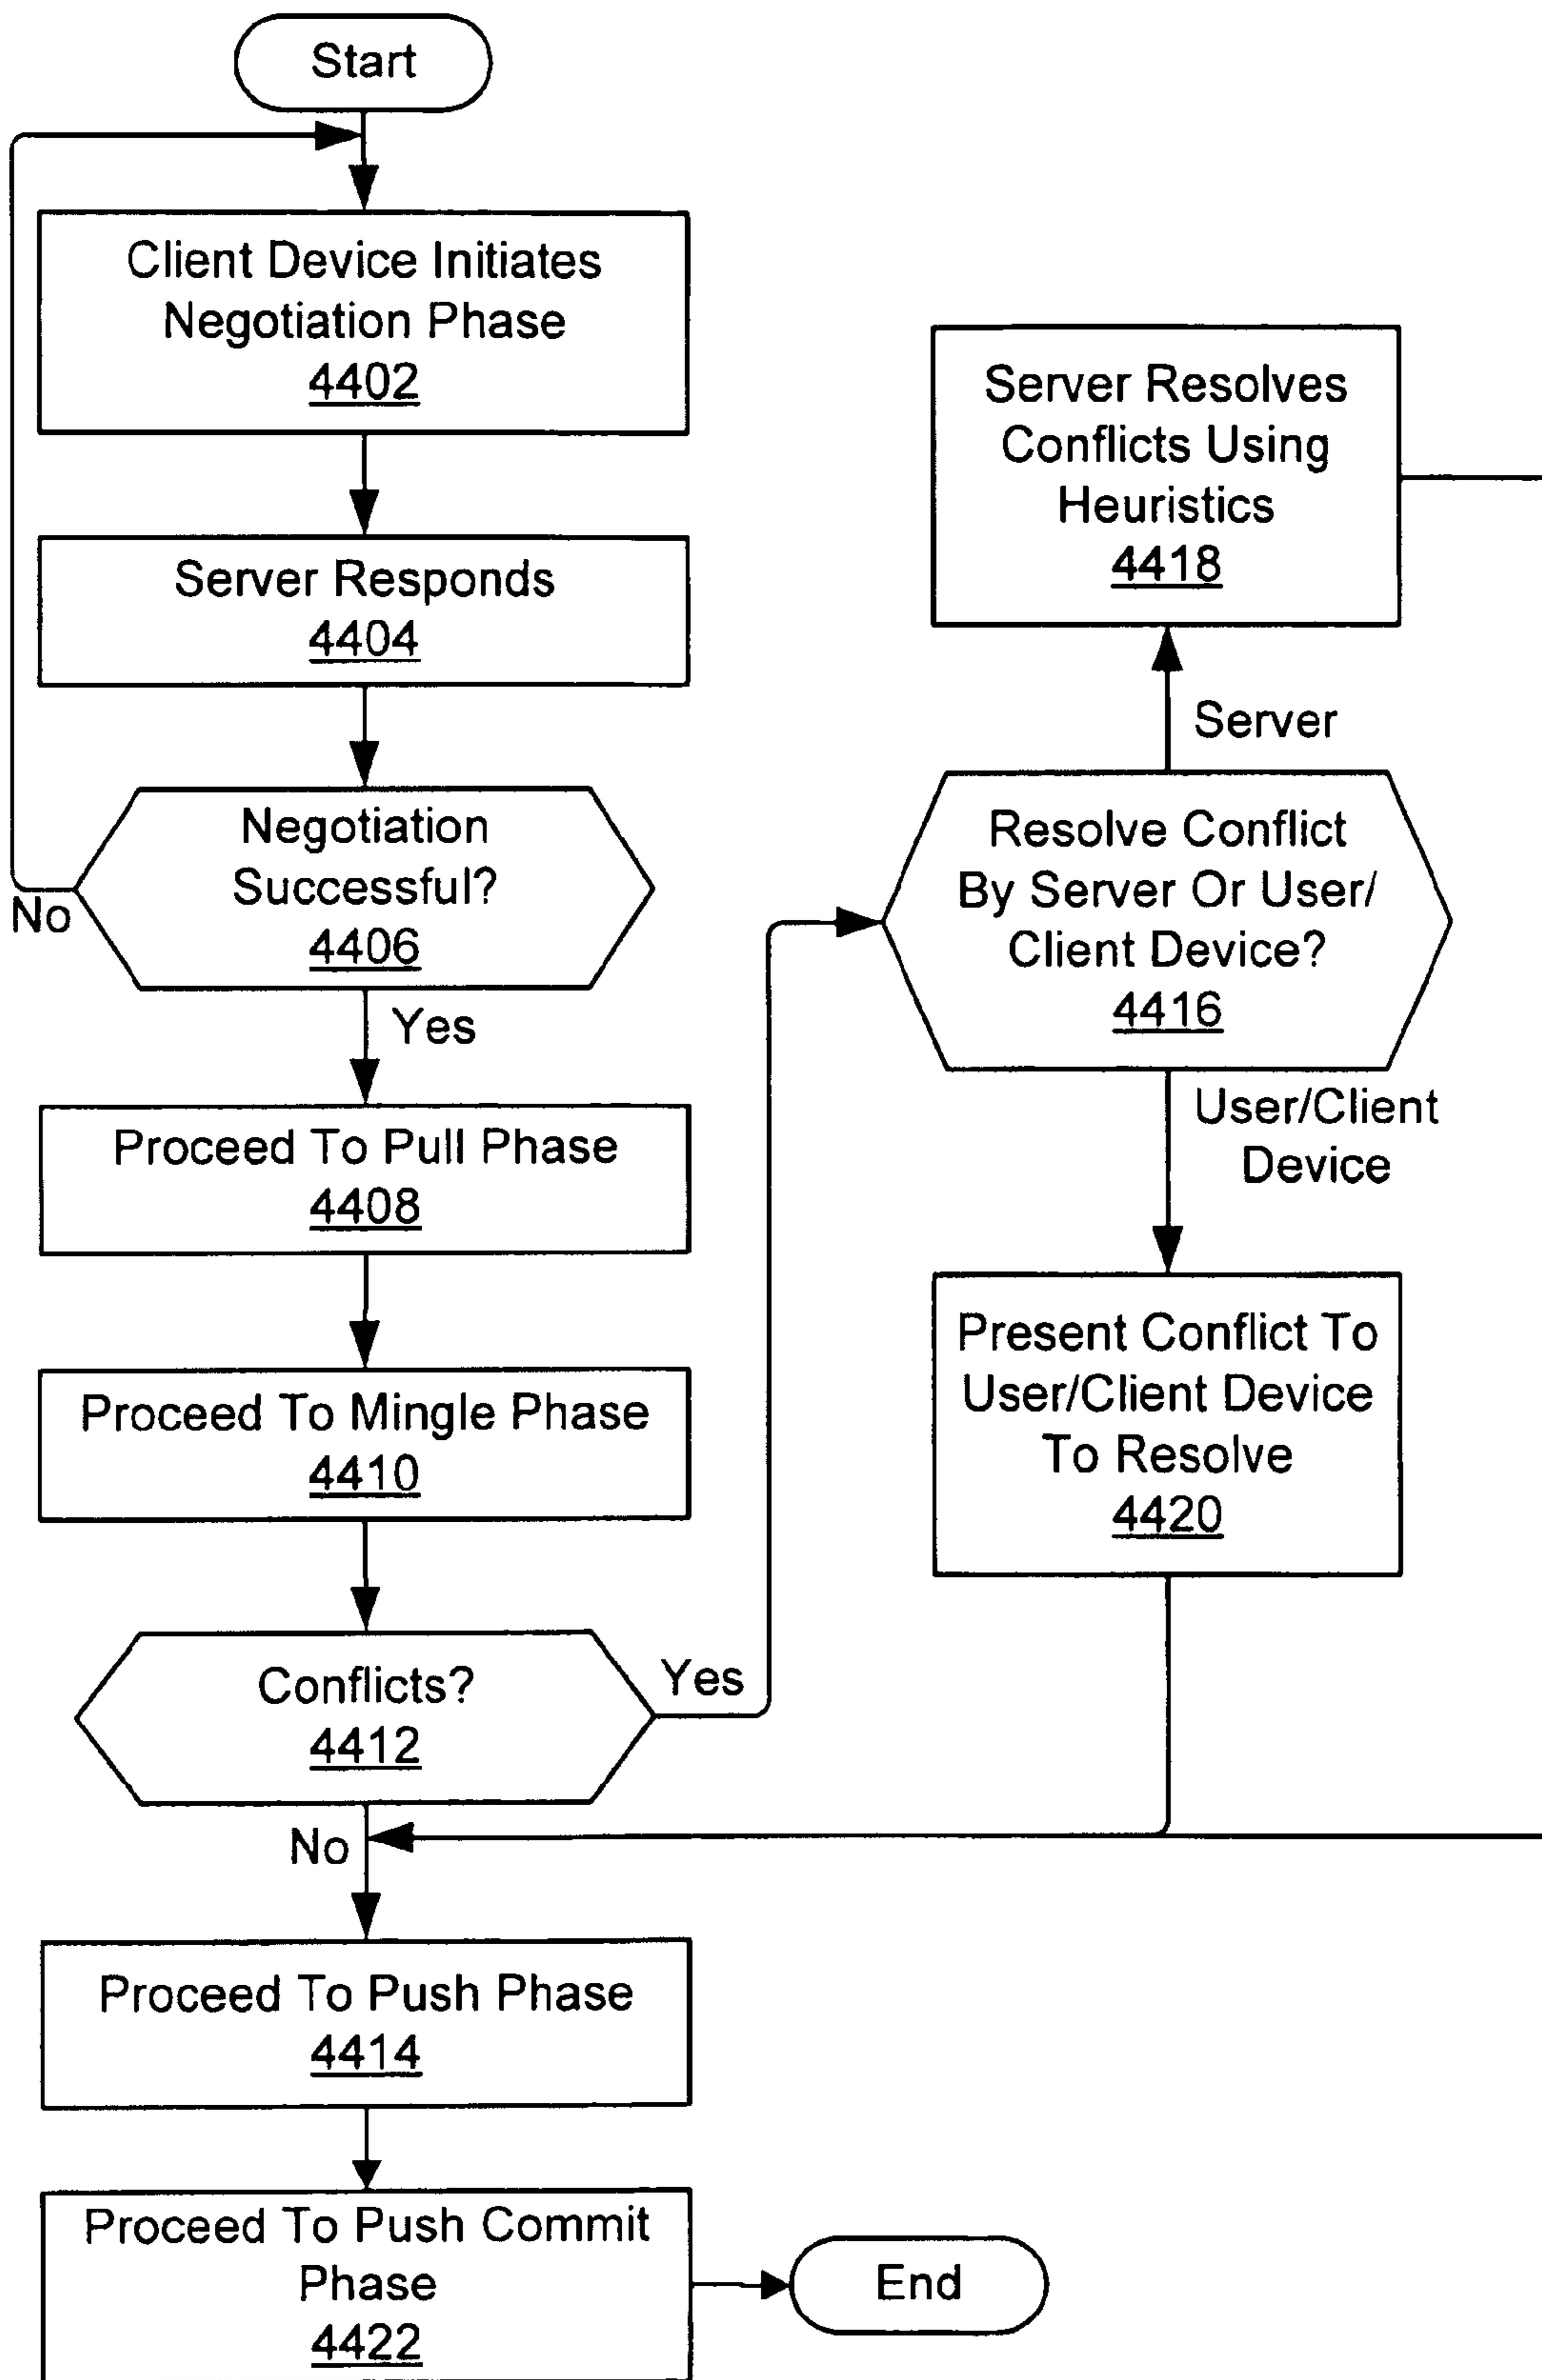 Start
Client Device Initiates
Negotiation Phase
4402
Server Responds
4404
Negotiation
Successful?
4406
No
Yes
Proceed To Pull Phase
4408
Proceed To Mingle Phase
4410
Conflicts?
4412
Yes
No
Proceed To Push Phase
4414
Proceed To Push Commit
Phase
4422
End
Server Resolves
Conflicts Using
Heuristics
4418
Server
Resolve Conflict
By Server Or User/
Client Device?
4416
User/Client
Device
Present Conflict To
User/Client Device
To Resolve
4420